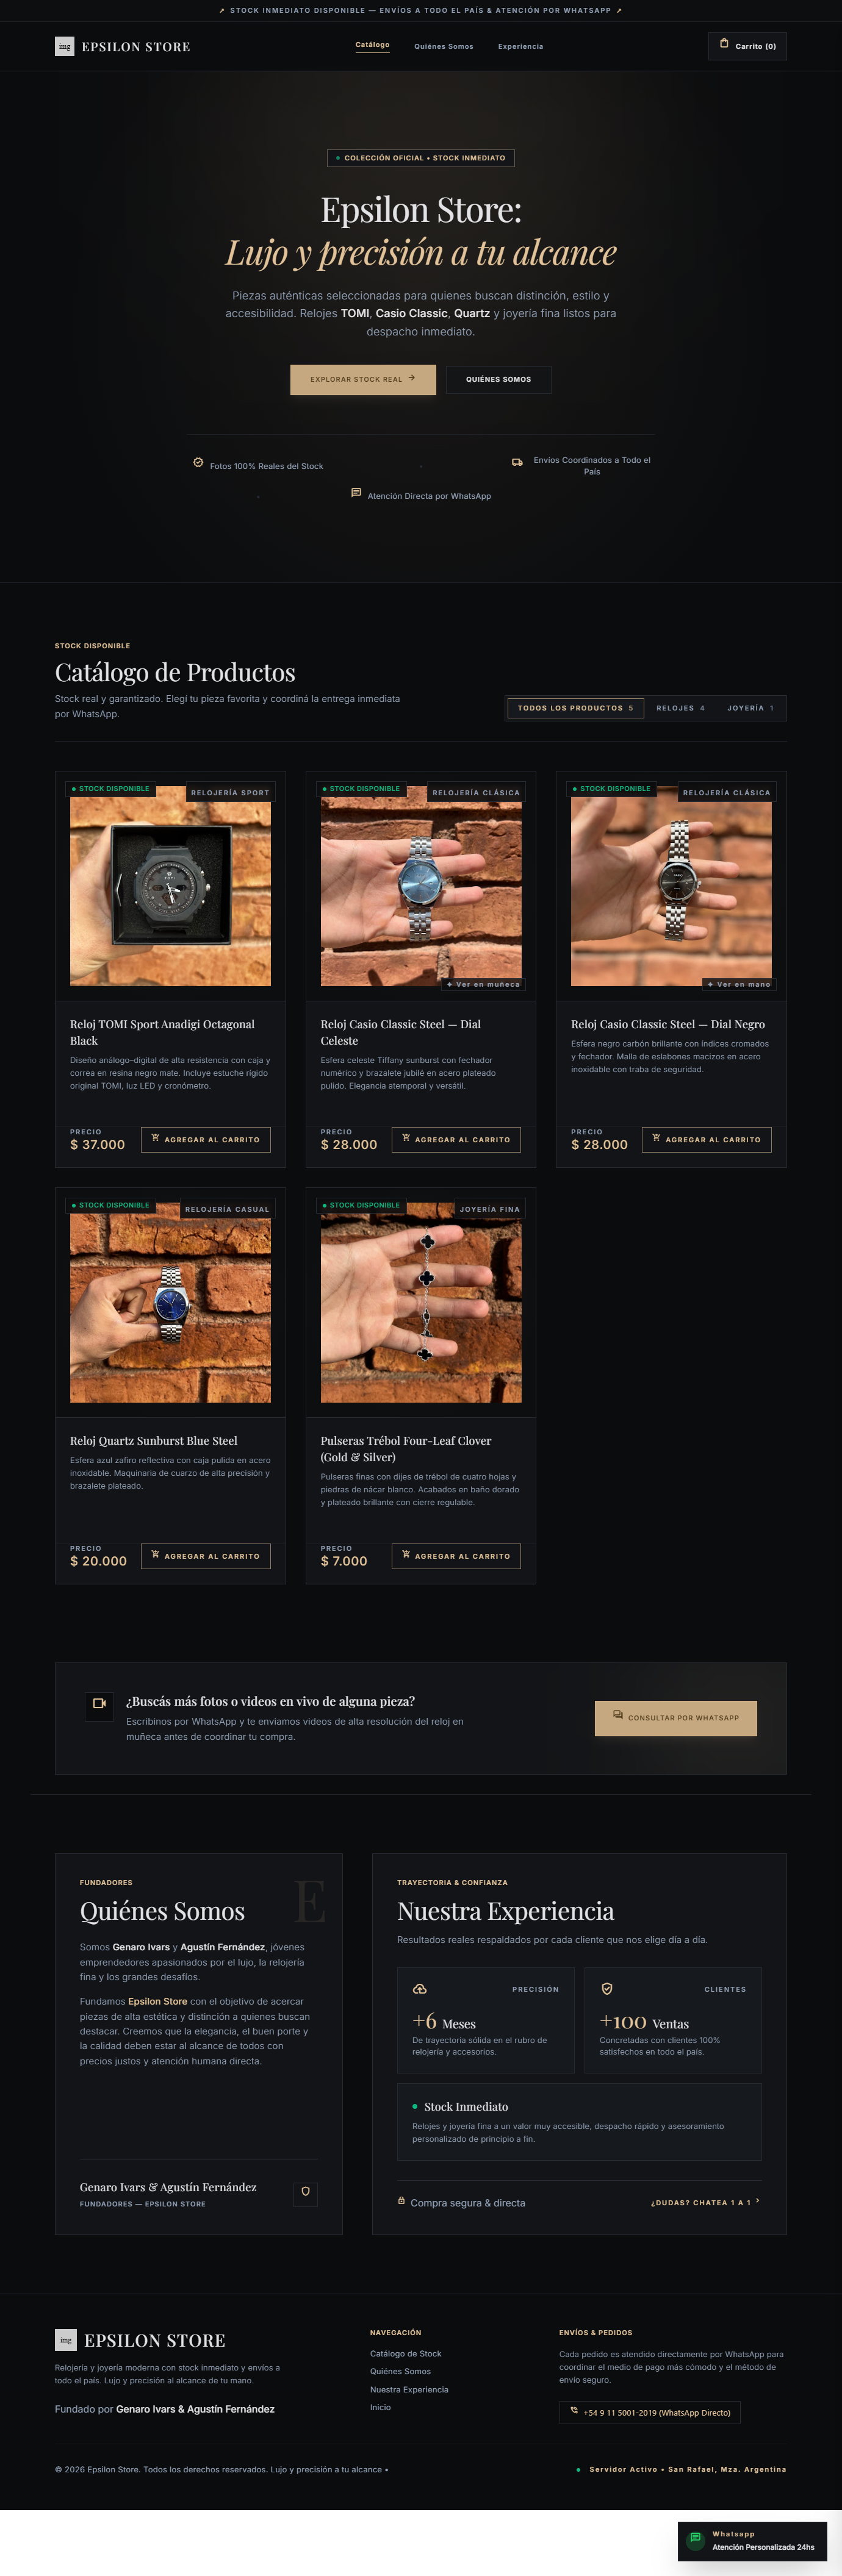 STOCK INMEDIATO DISPONIBLE — ENVÍOS A TODO EL PAÍS & ATENCIÓN POR WHATSAPP
img EPSILON STORE
Catálogo
Quiénes Somos
Experiencia
Carrito (0)
COLECCIÓN OFICIAL • STOCK INMEDIATO
Epsilon Store:
Lujo y precisión a tu alcance
Piezas auténticas seleccionadas para quienes buscan distinción, estilo y
accesibilidad. Relojes TOMI, Casio Classic, Quartz y joyería fina listos para
despacho inmediato.
EXPLORAR STOCK REAL →
QUIÉNES SOMOS
Fotos 100% Reales del Stock
Envíos Coordinados a Todo el
País
Atención Directa por WhatsApp
STOCK DISPONIBLE
Catálogo de Productos
Stock real y garantizado. Elegí tu pieza favorita y coordiná la entrega inmediata
por WhatsApp.
TODOS LOS PRODUCTOS 5
RELOJES 4
JOYERÍA 1
STOCK DISPONIBLE
RELOJERÍA SPORT
Reloj TOMI Sport Anadigi Octagonal
Black
Diseño análogo-digital de alta resistencia con caja y
correa en resina negro mate. Incluye estuche rígido
original TOMI, luz LED y cronómetro.
PRECIO
$ 37.000
AGREGAR AL CARRITO
STOCK DISPONIBLE
RELOJERÍA CLÁSICA
✦ Ver en muñeca
Reloj Casio Classic Steel — Dial
Celeste
Esfera celeste Tiffany sunburst con fechador
numérico y brazalete jubilé en acero plateado
pulido. Elegancia atemporal y versátil.
PRECIO
$ 28.000
AGREGAR AL CARRITO
STOCK DISPONIBLE
RELOJERÍA CLÁSICA
✦ Ver en mano
Reloj Casio Classic Steel — Dial Negro
Esfera negro carbón brillante con índices cromados
y fechador. Malla de eslabones macizos en acero
inoxidable con traba de seguridad.
PRECIO
$ 28.000
AGREGAR AL CARRITO
STOCK DISPONIBLE
RELOJERÍA CASUAL
Reloj Quartz Sunburst Blue Steel
Esfera azul zafiro reflectiva con caja pulida en acero
inoxidable. Maquinaria de cuarzo de alta precisión y
brazalete plateado.
PRECIO
$ 20.000
AGREGAR AL CARRITO
STOCK DISPONIBLE
JOYERÍA FINA
Pulseras Trébol Four-Leaf Clover
(Gold & Silver)
Pulseras finas con dijes de trébol de cuatro hojas y
piedras de nácar blanco. Acabados en baño dorado
y plateado brillante con cierre regulable.
PRECIO
$ 7.000
AGREGAR AL CARRITO
¿Buscás más fotos o videos en vivo de alguna pieza?
Escribinos por WhatsApp y te enviamos videos de alta resolución del reloj en
muñeca antes de coordinar tu compra.
CONSULTAR POR WHATSAPP
FUNDADORES
E
Quiénes Somos
Somos Genaro Ivars y Agustín Fernández, jóvenes
emprendedores apasionados por el lujo, la relojería
fina y los grandes desafíos.
Fundamos Epsilon Store con el objetivo de acercar
piezas de alta estética y distinción a quienes buscan
destacar. Creemos que la elegancia, el buen porte y
la calidad deben estar al alcance de todos con
precios justos y atención humana directa.
Genaro Ivars & Agustín Fernández
FUNDADORES — EPSILON STORE
TRAYECTORIA & CONFIANZA
Nuestra Experiencia
Resultados reales respaldados por cada cliente que nos elige día a día.
PRECISIÓN
+6 Meses
De trayectoria sólida en el rubro de
relojería y accesorios.
CLIENTES
+100 Ventas
Concretadas con clientes 100%
satisfechos en todo el país.
Stock Inmediato
Relojes y joyería fina a un valor muy accesible, despacho rápido y asesoramiento
personalizado de principio a fin.
Compra segura & directa
¿DUDAS? CHATEA 1 A 1
img EPSILON STORE
Relojería y joyería moderna con stock inmediato y envíos a
todo el país. Lujo y precisión al alcance de tu mano.
Fundado por Genaro Ivars & Agustín Fernández
NAVEGACIÓN
Catálogo de Stock
Quiénes Somos
Nuestra Experiencia
Inicio
ENVÍOS & PEDIDOS
Cada pedido es atendido directamente por WhatsApp para
coordinar el medio de pago más cómodo y el método de
envío seguro.
+54 9 11 5001-2019 (WhatsApp Directo)
© 2026 Epsilon Store. Todos los derechos reservados. Lujo y precisión a tu alcance •
Servidor Activo • San Rafael, Mza. Argentina
Whatsapp
Atención Personalizada 24hs